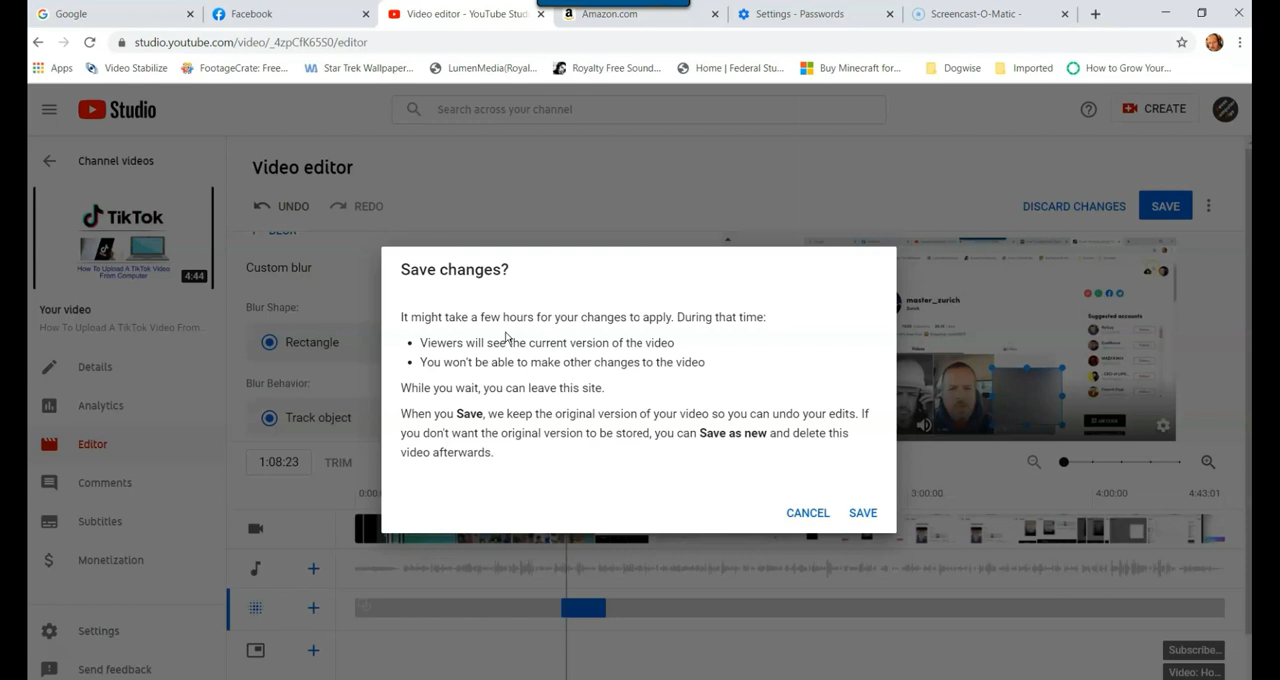 Google
Facebook
Video editor - YouTube Stud
Amazon.com
Settings - Passwords
Screencast-O-Matic -
studio.youtube.com/video/_4zpCfK65S0/editor
Apps
Video Stabilize
FootageCrate: Free...
Star Trek Wallpaper...
LumenMedia(Royal...
Royalty Free Sound...
Home | Federal Stu...
Buy Minecraft for...
Dogwise
Imported
How to Grow Your...
Studio
Search across your channel
CREATE
Channel videos
Video editor
UNDO
REDO
DISCARD CHANGES
SAVE
TikTok
How To Upload A TikTok Video
From Computer
4:44
Your video
How To Upload A TikTok Video From...
Details
Analytics
Editor
Comments
Subtitles
Monetization
Settings
Send feedback
BLUR
Custom blur
Blur Shape:
Rectangle
Blur Behavior:
Track object
1:08:23
TRIM
Save changes?
It might take a few hours for your changes to apply. During that time:
• Viewers will see the current version of the video
• You won't be able to make other changes to the video
While you wait, you can leave this site.
When you Save, we keep the original version of your video so you can undo your edits. If
you don't want the original version to be stored, you can Save as new and delete this
video afterwards.
CANCEL
SAVE
master_zurich
Suggested accounts
0:00:
3:00:00
4:00:00
4:43:01
Subscribe...
Video: Ho...